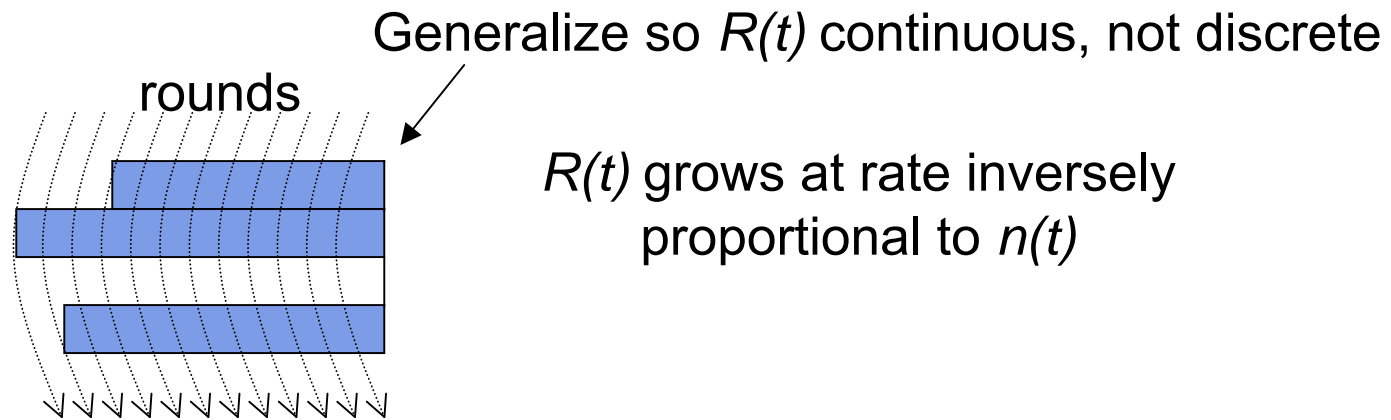 Generalize so R(t) continuous, not discrete
rounds
R(t) grows at rate inversely
proportional to n(t)